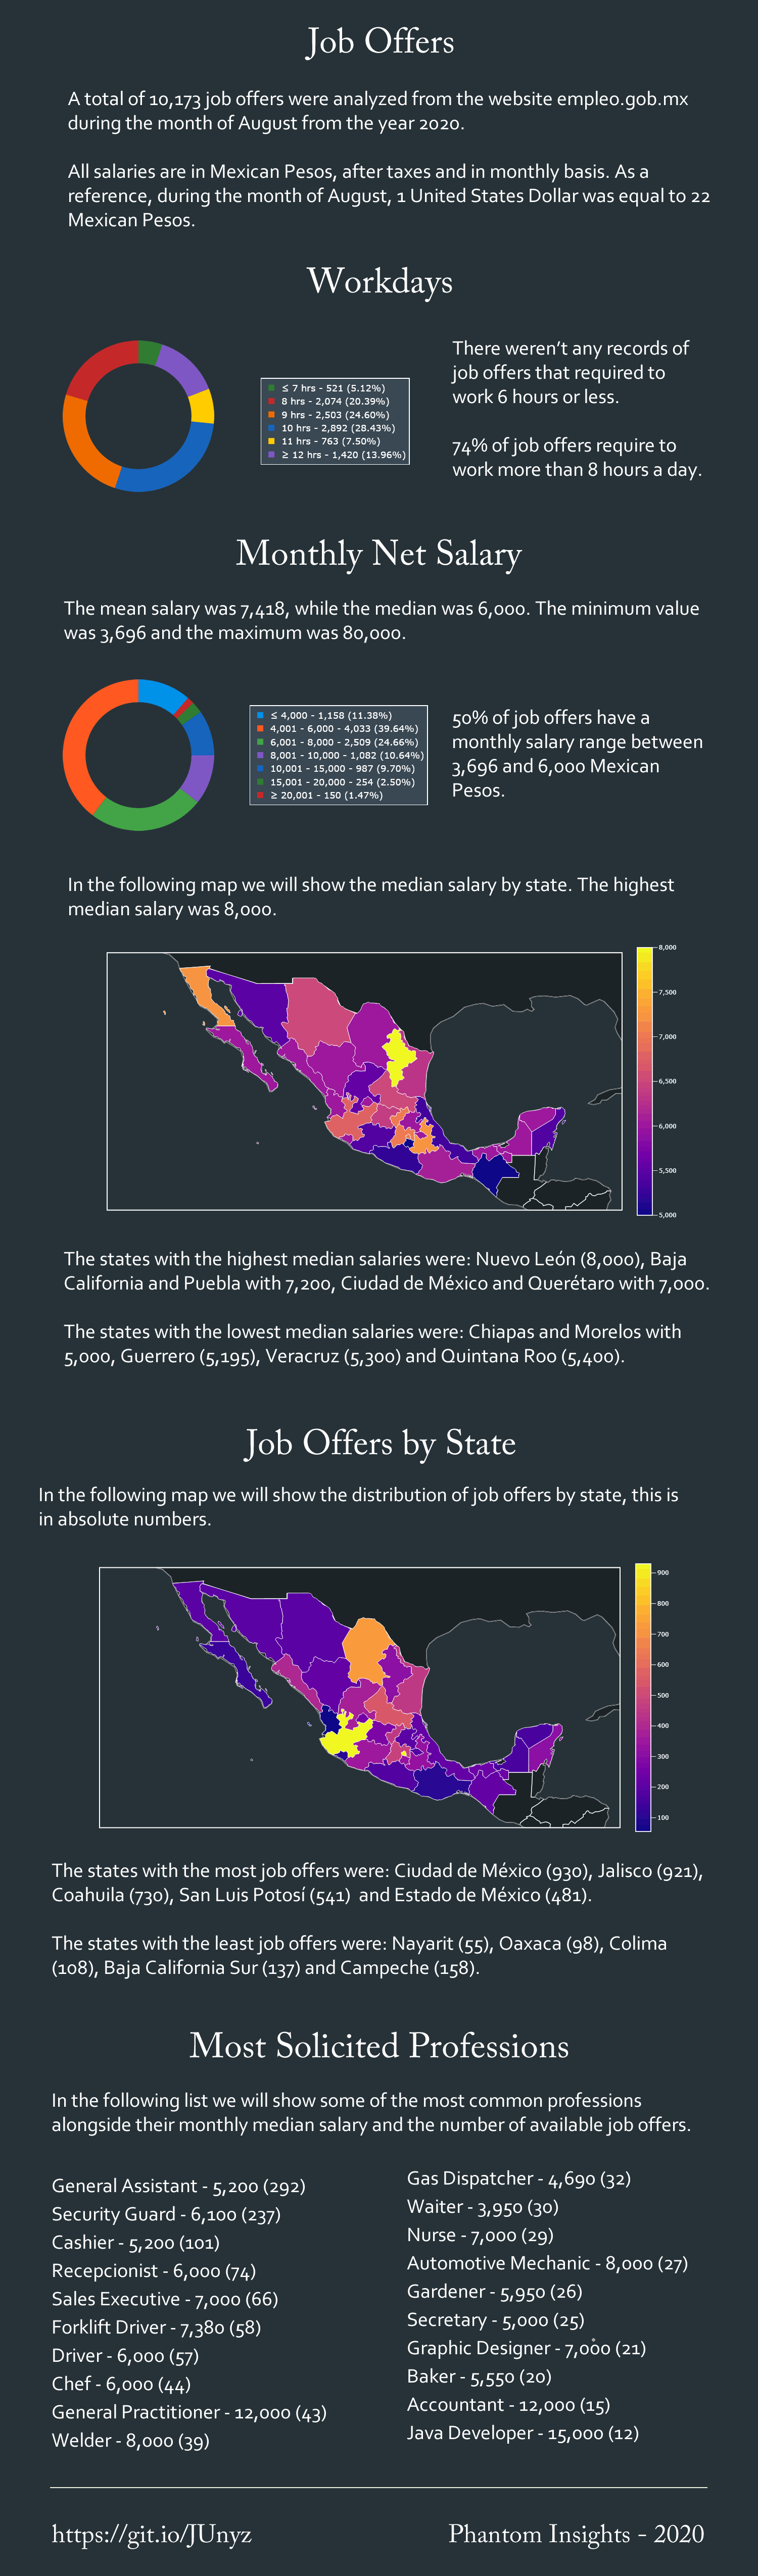 Job Offers
A total of 10,173 job offers were analyzed from the website empleo.gob.mx
during the month of August from the year 2020.
All salaries are in Mexican Pesos, after taxes and in monthly basis. As a
reference, during the month of August, 1 United States Dollar was equal to 22
Mexican Pesos.
Workdays
≤ 7 hrs - 521 (5.12%)
8 hrs - 2,074 (20.39%)
9 hrs - 2,503 (24.60%)
10 hrs - 2,892 (28.43%)
11 hrs - 763 (7.50%)
≥ 12 hrs - 1,420 (13.96%)
There weren't any records of
job offers that required to
work 6 hours or less.
74% of job offers require to
work more than 8 hours a day.
Monthly Net Salary
The mean salary was 7,418, while the median was 6,000. The minimum value
was 3,696 and the maximum was 80,000.
≤ 4,000 - 1,158 (11.38%)
4,001 - 6,000 - 4,033 (39.64%)
6,001 - 8,000 - 2,509 (24.66%)
8,001 - 10,000 - 1,082 (10.64%)
10,001 - 15,000 - 987 (9.70%)
15,001 - 20,000 - 254 (2.50%)
≥ 20,001 - 150 (1.47%)
50% of job offers have a
monthly salary range between
3,696 and 6,000 Mexican
Pesos.
In the following map we will show the median salary by state. The highest
median salary was 8,000.
8,000
7,500
7,000
6,500
6,000
5,500
5,000
The states with the highest median salaries were: Nuevo León (8,000), Baja
California and Puebla with 7,200, Ciudad de México and Querétaro with 7,000.
The states with the lowest median salaries were: Chiapas and Morelos with
5,000, Guerrero (5,195), Veracruz (5,300) and Quintana Roo (5,400).
Job Offers by State
In the following map we will show the distribution of job offers by state, this is
in absolute numbers.
900
800
700
600
500
400
300
200
100
The states with the most job offers were: Ciudad de México (930), Jalisco (921),
Coahuila (730), San Luis Potosí (541) and Estado de México (481).
The states with the least job offers were: Nayarit (55), Oaxaca (98), Colima
(108), Baja California Sur (137) and Campeche (158).
Most Solicited Professions
In the following list we will show some of the most common professions
alongside their monthly median salary and the number of available job offers.
General Assistant - 5,200 (292)
Security Guard - 6,100 (237)
Cashier - 5,200 (101)
Recepcionist - 6,000 (74)
Sales Executive - 7,000 (66)
Forklift Driver - 7,380 (58)
Driver - 6,000 (57)
Chef - 6,000 (44)
General Practitioner - 12,000 (43)
Welder - 8,000 (39)
Gas Dispatcher - 4,690 (32)
Waiter - 3,950 (30)
Nurse - 7,000 (29)
Automotive Mechanic - 8,000 (27)
Gardener - 5,950 (26)
Secretary - 5,000 (25)
Graphic Designer - 7,000 (21)
Baker - 5,550 (20)
Accountant - 12,000 (15)
Java Developer - 15,000 (12)
https://git.io/JUnyz
Phantom Insights - 2020